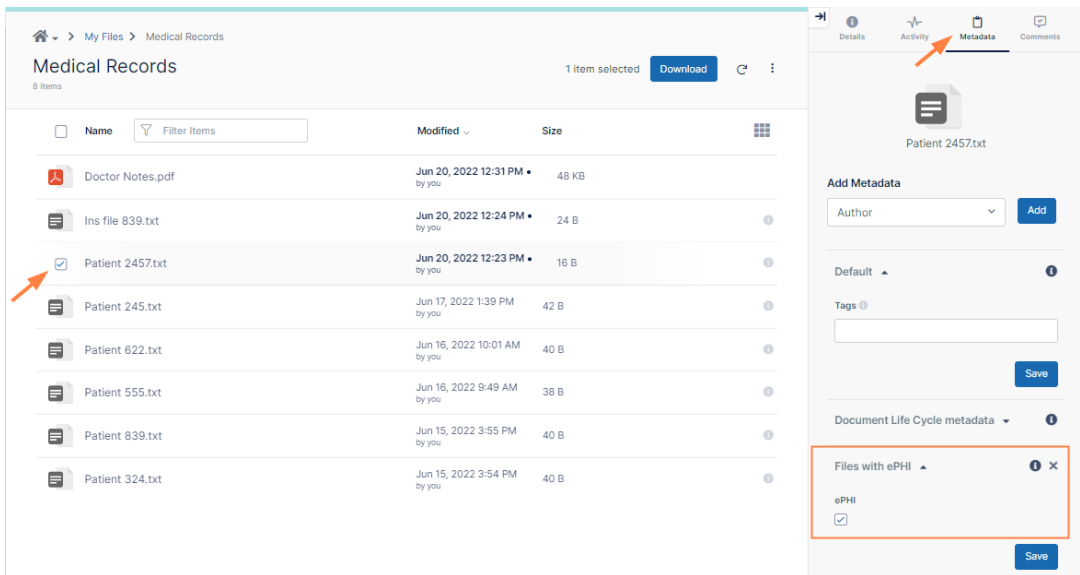 My Files > Medical Records
Medical Records
8 items
1 item selected
Download
Name
Filter Items
Modified
Size
Doctor Notes.pdf
Jun 20, 2022 12:31 PM •
by you
48 KB
Ins file 839.txt
Jun 20, 2022 12:24 PM •
by you
24 B
Patient 2457.txt
Jun 20, 2022 12:23 PM •
by you
16 B
Patient 245.txt
Jun 17, 2022 1:39 PM
by you
42 B
Patient 622.txt
Jun 16, 2022 10:01 AM
by you
40 B
Patient 555.txt
Jun 16, 2022 9:49 AM
by you
38 B
Patient 839.txt
Jun 15, 2022 3:55 PM
by you
40 B
Patient 324.txt
Jun 15, 2022 3:54 PM
by you
40 B
Details
Activity
Metadata
Comments
Patient 2457.txt
Add Metadata
Author
Add
Default
Tags
Save
Document Life Cycle metadata
Files with ePHI
ePHI
Save